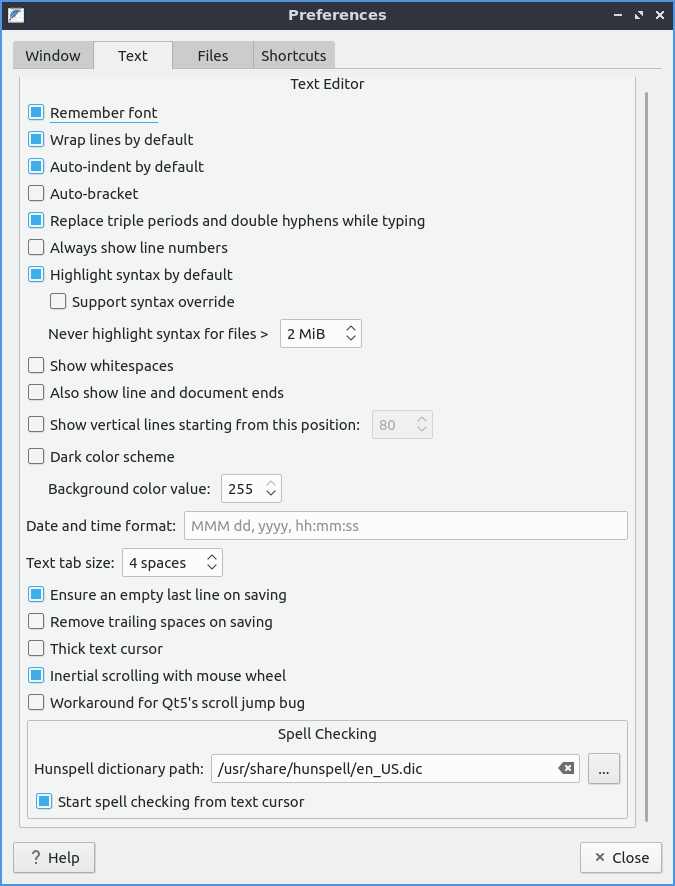 Preferences
Window Text Files Shortcuts
Text Editor
Remember font
Wrap lines by default
Auto-indent by default
Auto-bracket
Replace triple periods and double hyphens while typing
Always show line numbers
Highlight syntax by default
Support syntax override
Never highlight syntax for files > 2 MiB
Show whitespaces
Also show line and document ends
Show vertical lines starting from this position: 80
Dark color scheme
Background color value: 255
Date and time format: MMM dd, yyyy, hh:mm:ss
Text tab size: 4 spaces
Ensure an empty last line on saving
Remove trailing spaces on saving
Thick text cursor
Inertial scrolling with mouse wheel
Workaround for Qt5's scroll jump bug
Spell Checking
Hunspell dictionary path: /usr/share/hunspell/en_US.dic ...
Start spell checking from text cursor
? Help × Close